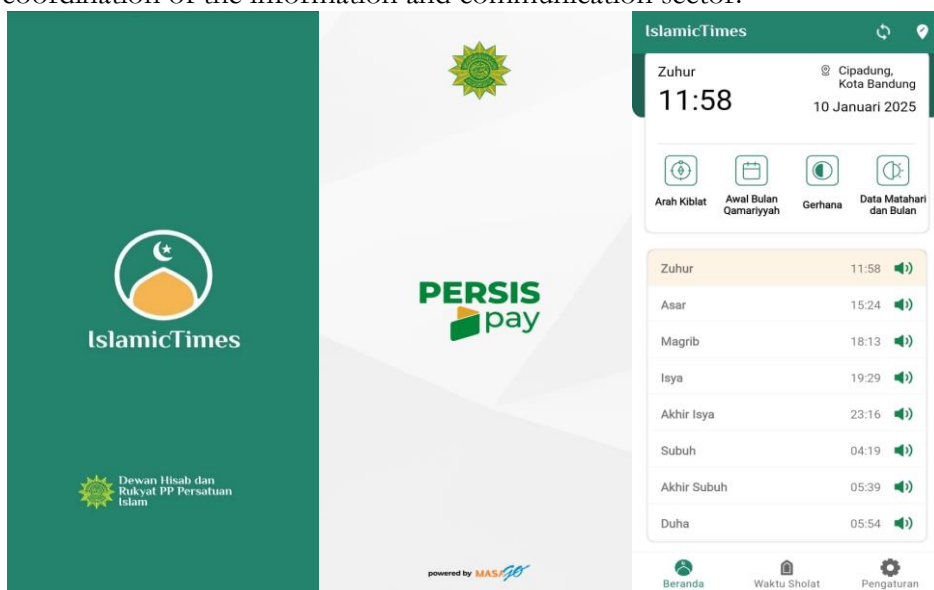 coordination of the information and communication sector.
IslamicTimes
Dewan Hisab dan
Rukyat PP Persatuan
Islam
PERSIS
pay
powered by MASAGO
IslamicTimes
Zuhur
11:58
Cipadung,
Kota Bandung
10 Januari 2025
Arah Kiblat
Awal Bulan
Qamariyyah
Gerhana
Data Matahari
dan Bulan
Zuhur 11:58
Asar 15:24
Magrib 18:13
Isya 19:29
Akhir Isya 23:16
Subuh 04:19
Akhir Subuh 05:39
Duha 05:54
Beranda Waktu Sholat Pengaturan